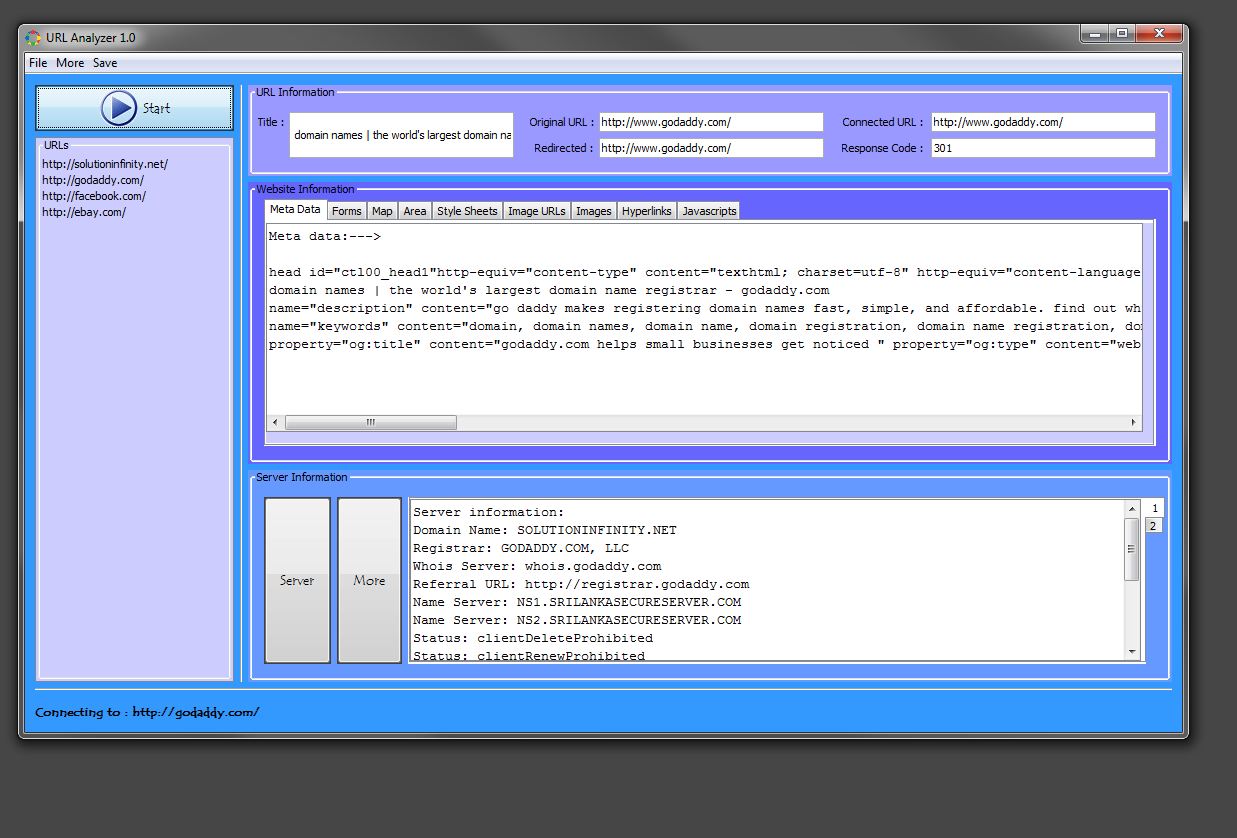 URL Analyzer 1.0
File More Save
Start
URLs
http://solutioninfinity.net/
http://godaddy.com/
http://facebook.com/
http://ebay.com/
URL Information
Title : domain names | the world's largest domain na
Original URL : http://www.godaddy.com/
Connected URL : http://www.godaddy.com/
Redirected : http://www.godaddy.com/
Response Code : 301
Website Information
Meta Data Forms Map Area Style Sheets Image URLs Images Hyperlinks Javascripts
Meta data:--->
head id="ctl00_head1"http-equiv="content-type" content="texthtml; charset=utf-8" http-equiv="content-language
domain names | the world's largest domain name registrar - godaddy.com
name="description" content="go daddy makes registering domain names fast, simple, and affordable. find out wh
name="keywords" content="domain, domain names, domain name, domain registration, domain name registration, do
property="og:title" content="godaddy.com helps small businesses get noticed " property="og:type" content="web
Server Information
Server
More
Server information:
Domain Name: SOLUTIONINFINITY.NET
Registrar: GODADDY.COM, LLC
Whois Server: whois.godaddy.com
Referral URL: http://registrar.godaddy.com
Name Server: NS1.SRILANKASECURESERVER.COM
Name Server: NS2.SRILANKASECURESERVER.COM
Status: clientDeleteProhibited
Status: clientRenewProhibited
1
2
Connecting to : http://godaddy.com/